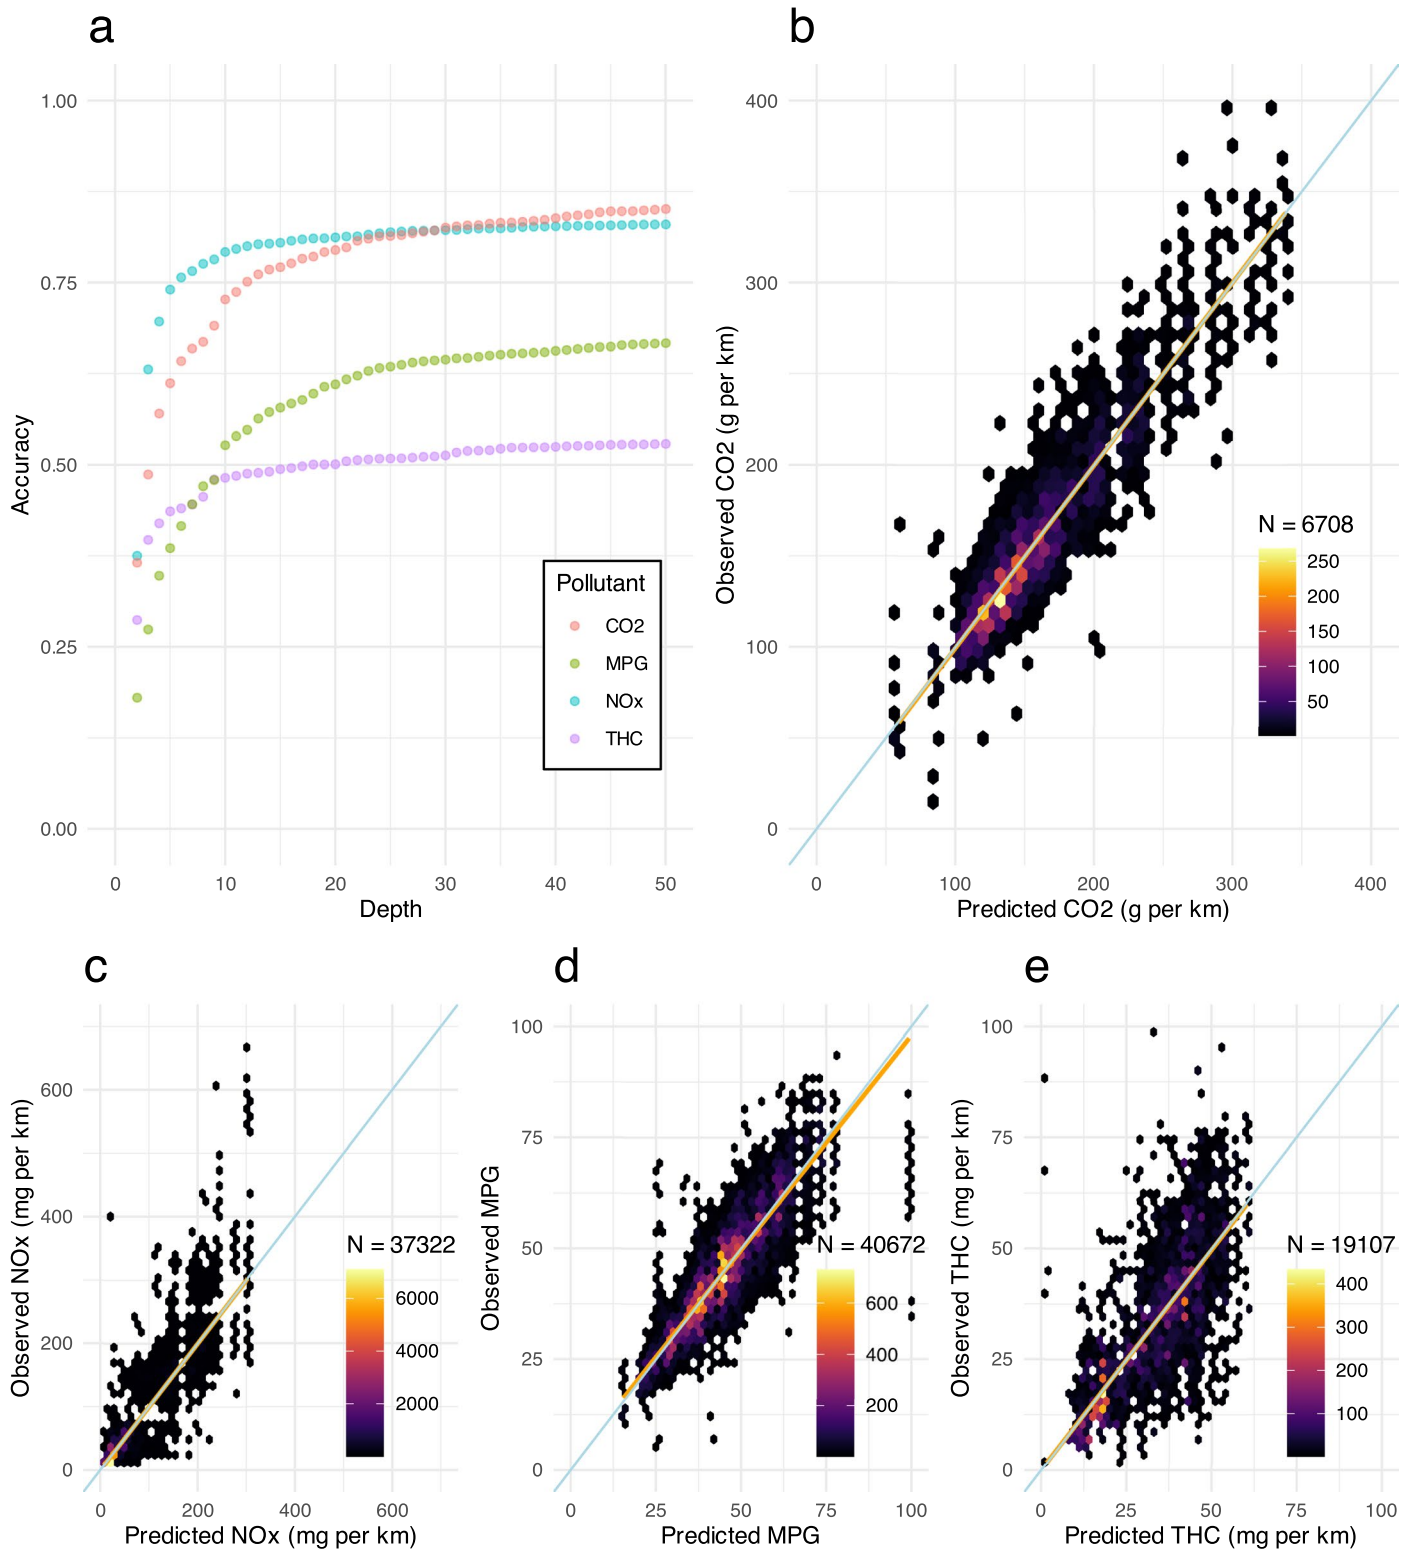 a
1.00
0.75
0.50
0.25
0.00
Accuracy
0
10
20
30
40
50
Depth
Pollutant
CO2
MPG
NOx
THC
b
400
300
200
100
0
Observed CO2 (g per km)
0
100
200
300
400
Predicted CO2 (g per km)
N = 6708
250
200
150
100
50
c
600
400
200
0
Observed NOx (mg per km)
0
200
400
600
Predicted NOx (mg per km)
N = 37322
6000
4000
2000
d
100
75
50
25
0
Observed MPG
0
25
50
75
100
Predicted MPG
N = 40672
600
400
200
e
100
75
50
25
0
Observed THC (mg per km)
0
25
50
75
100
Predicted THC (mg per km)
N = 19107
400
300
200
100